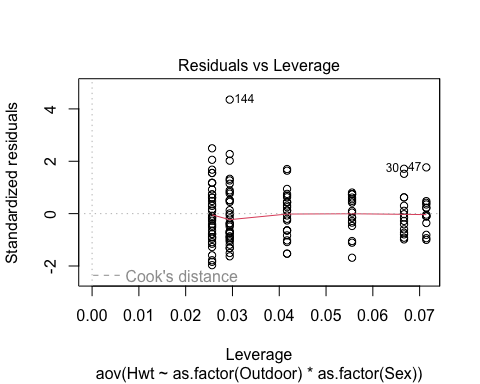 Residuals vs Leverage
Standardized residuals
4
2
0
-2
144
30
47
Cook's distance
0.00 0.01 0.02 0.03 0.04 0.05 0.06 0.07
Leverage
aov(Hwt ~ as.factor(Outdoor) * as.factor(Sex))